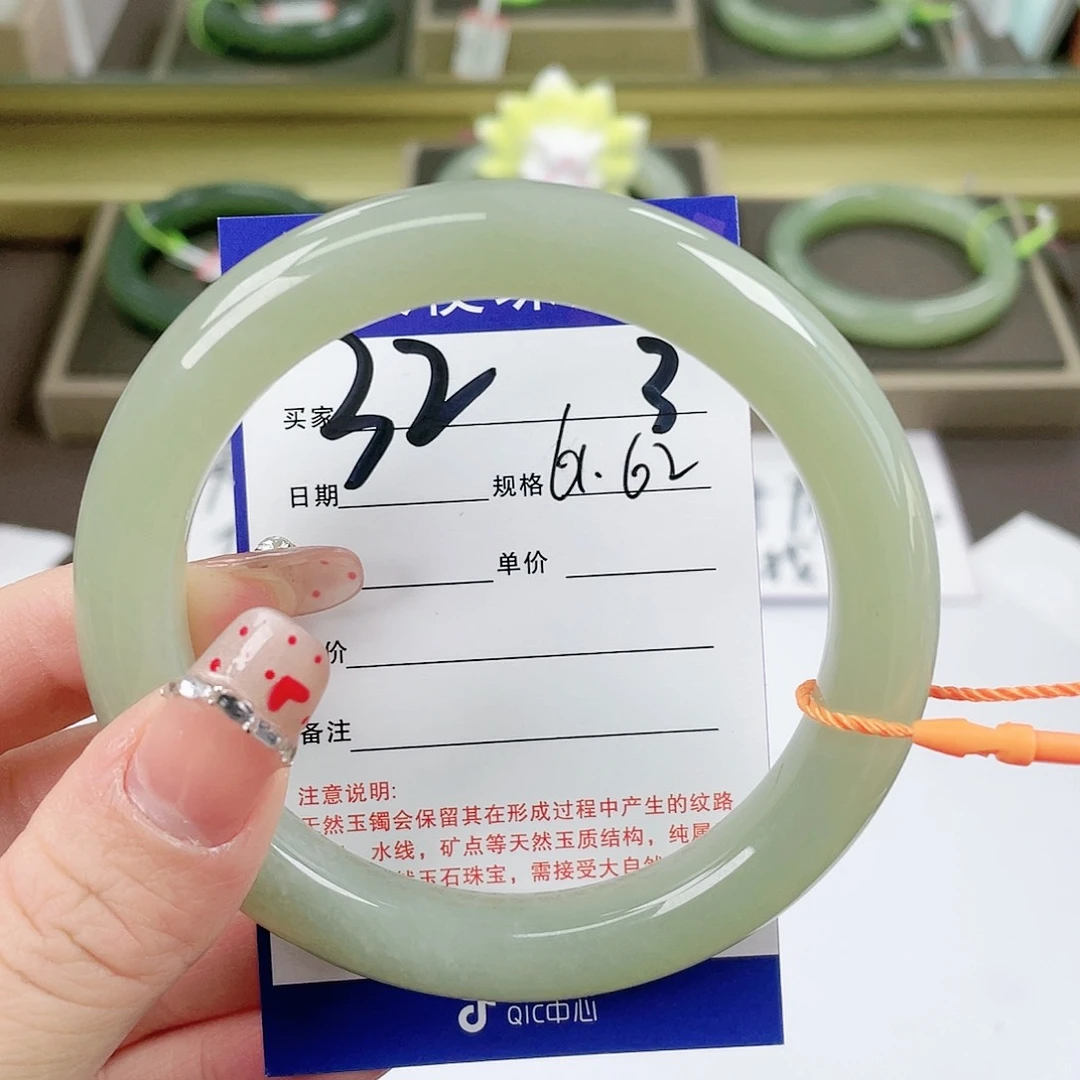 买家 32 3
日期 规格 61.62
单价
价
备注
注意说明:
天然玉镯会保留其在形成过程中产生的纹路
水线，矿点等天然玉质结构，纯属
玉石珠宝，需接受大自然
QIC中心